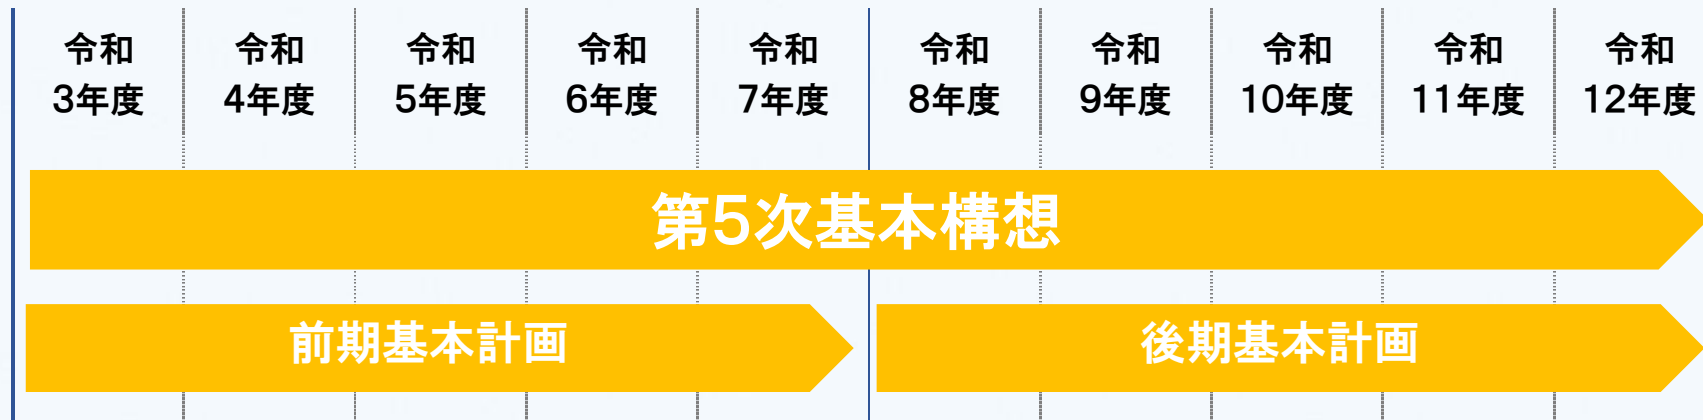 令和
3年度
令和
4年度
令和
5年度
令和
6年度
令和
7年度
令和
8年度
令和
9年度
令和
10年度
令和
11年度
令和
12年度
第5次基本構想
前期基本計画
後期基本計画